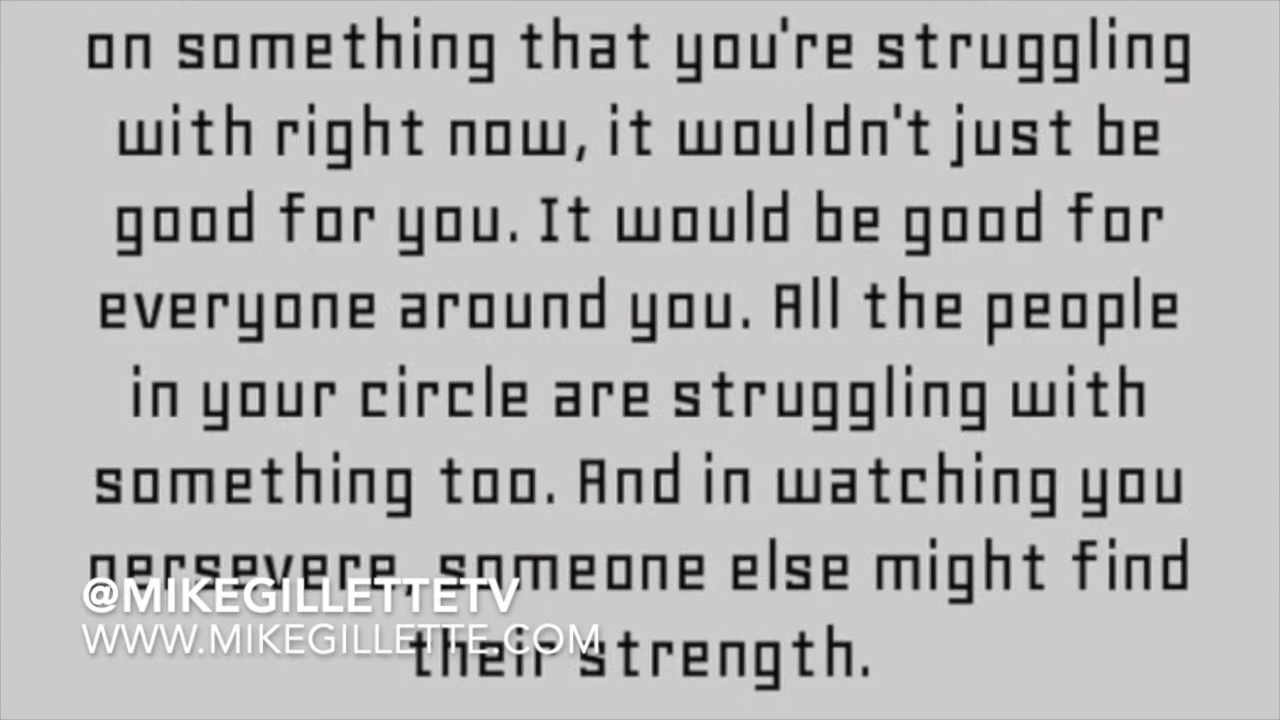 on something that you're struggling
with right now, it wouldn't just be
good for you. It would be good for
everyone around you. All the people
in your circle are struggling with
something too. And in watching you
persevere, someone else might find
@MIKEGILLETTETV
WWW.MIKEGILLETTE.COM
their strength.